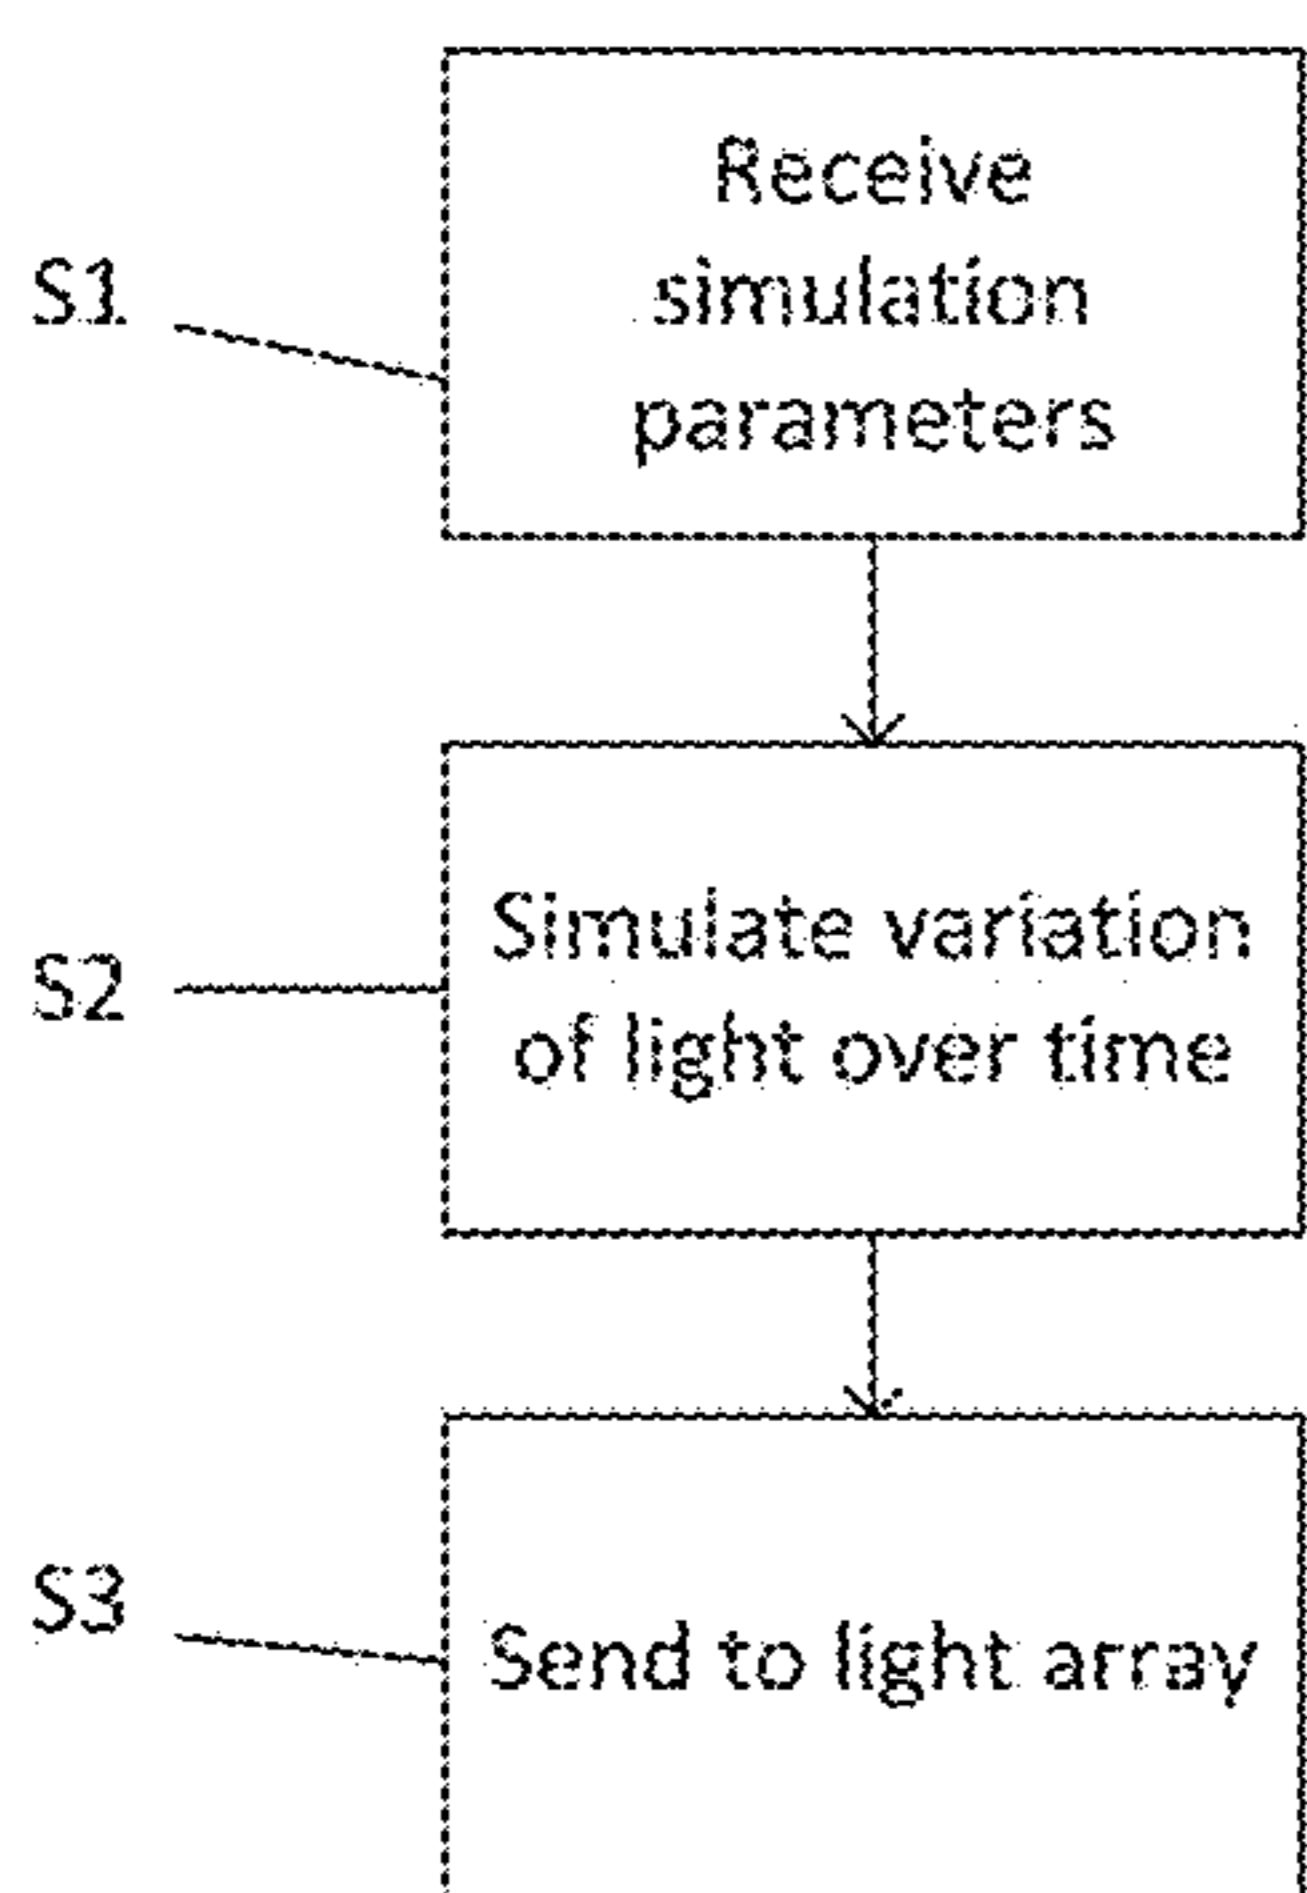 Receive
simulation
parameters
S1
Simulate variation
of light over time
S2
Send to light array
S3